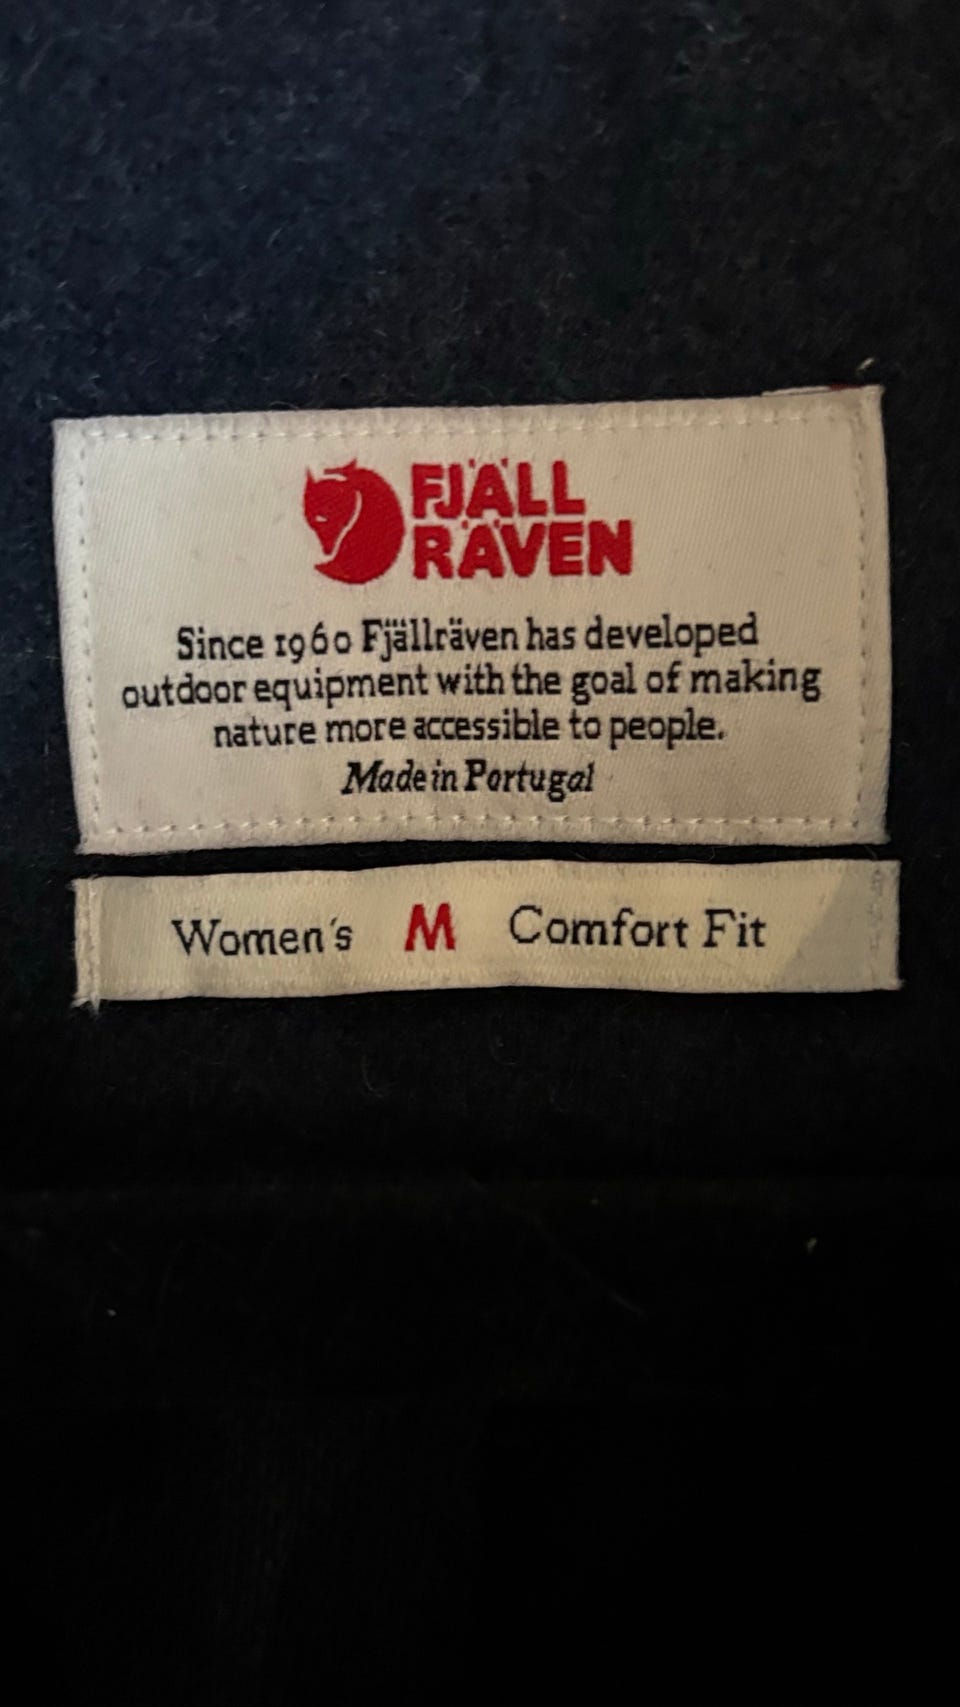 FJÄLL
RÄVEN
Since 1960 Fjällräven has developed
outdoor equipment with the goal of making
nature more accessible to people.
Made in Portugal
Women's M Comfort Fit